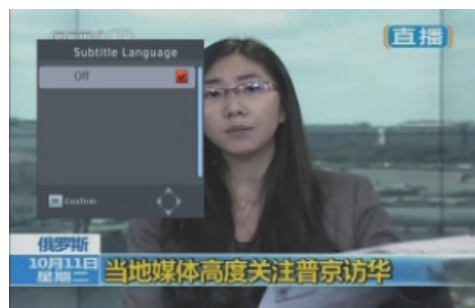 直播
Subtitle Language
Off
Confirm
俄罗斯
10月11日
星期二
当地媒体高度关注普京访华